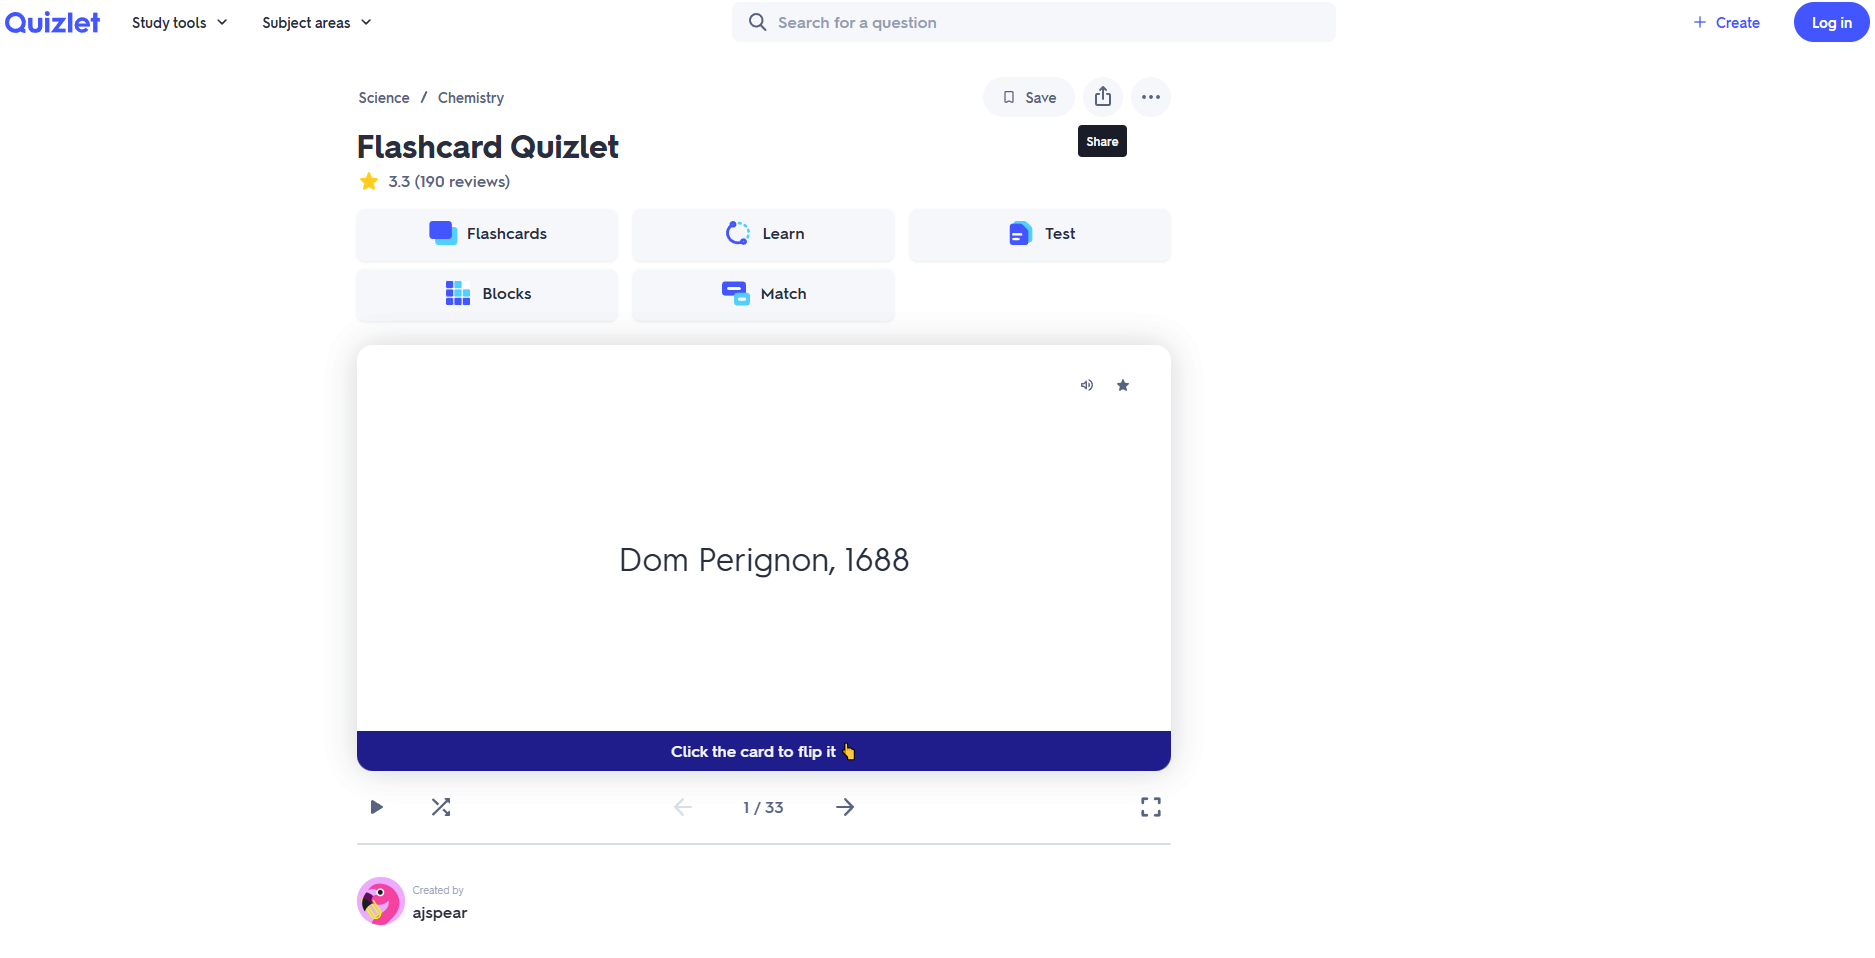 Quizlet
Study tools
Subject areas
Search for a question
+ Create
Log in
Science / Chemistry
Save
Share
Flashcard Quizlet
3.3 (190 reviews)
Flashcards
Learn
Test
Blocks
Match
Dom Perignon, 1688
Click the card to flip it 👆
1 / 33
Created by
ajspear